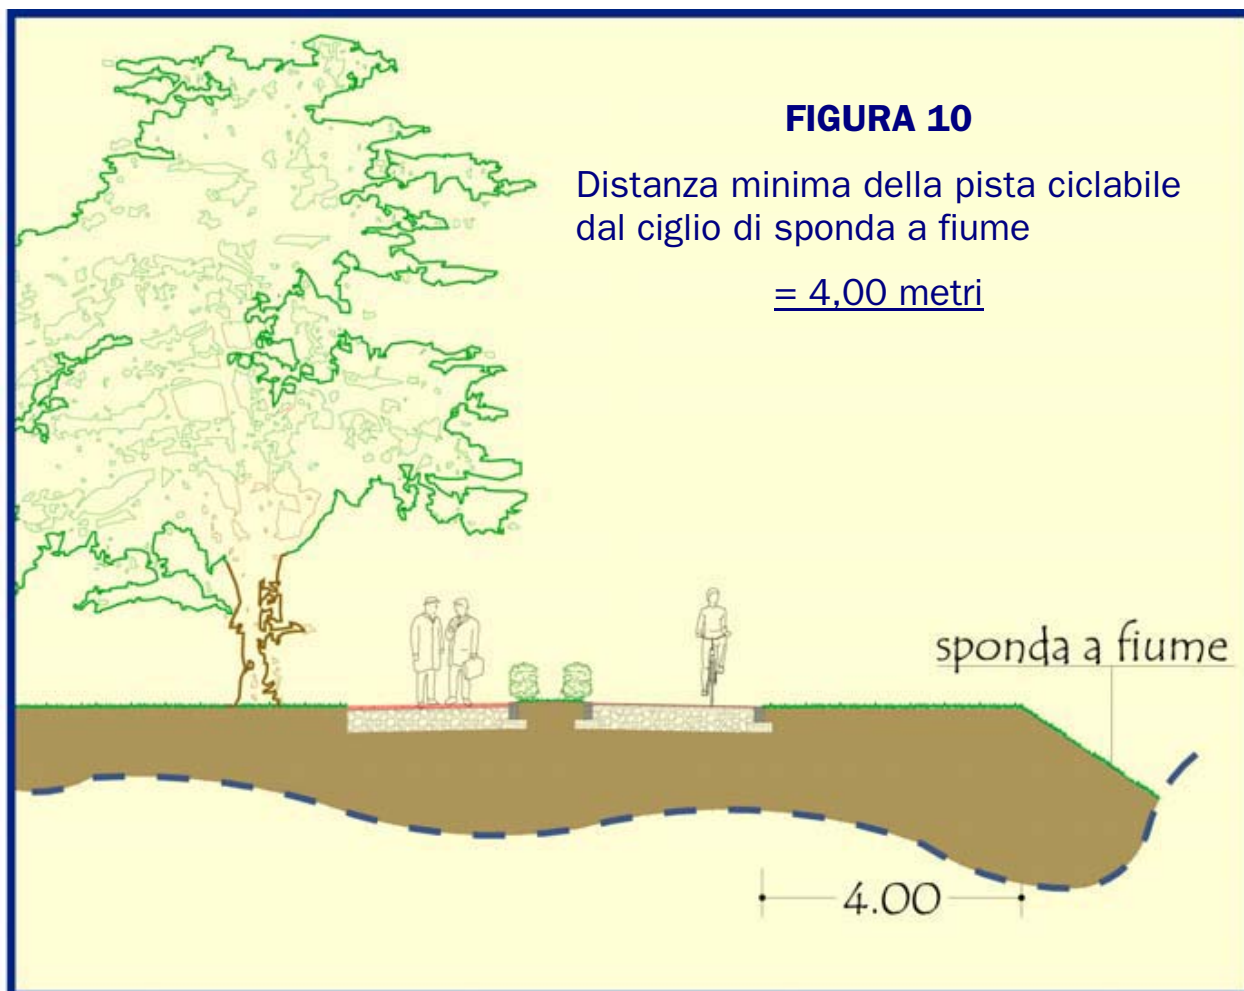 FIGURA 10
Distanza minima della pista ciclabile
dal ciglio di sponda a fiume
= 4,00 metri
sponda a fiume
4.00